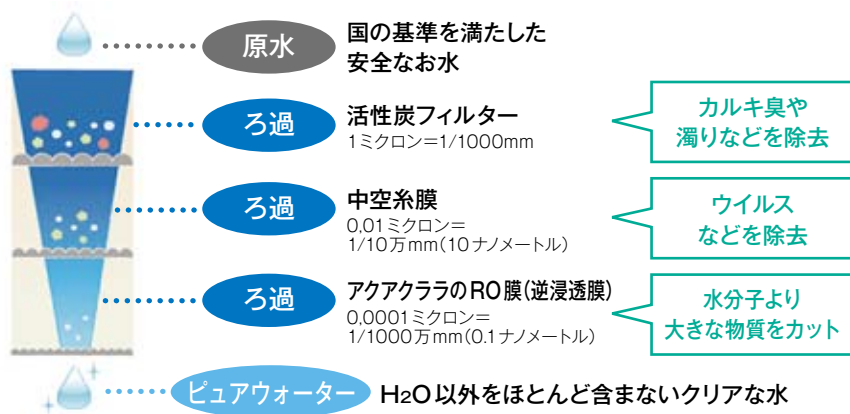 原水
国の基準を満たした
安全なお水
ろ過
活性炭フィルター
1ミクロン=1/1000mm
カルキ臭や
濁りなどを除去
ろ過
中空糸膜
0.01ミクロン=
1/10万mm(10ナノメートル)
ウイルス
などを除去
ろ過
アクアクララのRO膜(逆浸透膜)
0.0001ミクロン=
1/1000万mm(0.1ナノメートル)
水分子より
大きな物質をカット
ピュアウォーター
H2O以外をほとんど含まないクリアな水